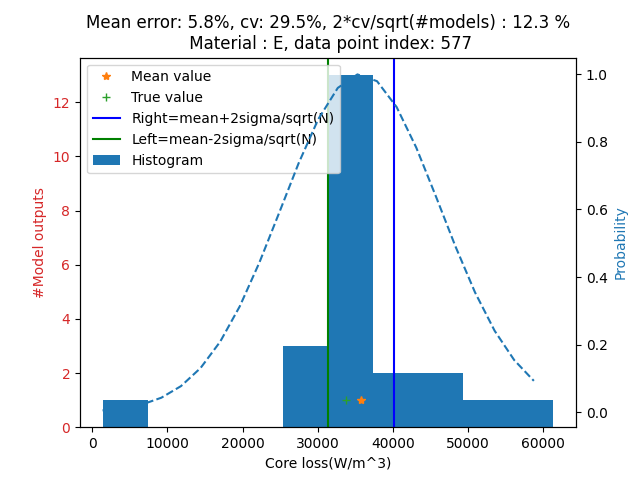 Mean error: 5.8%, cv: 29.5%, 2*cv/sqrt(#models) : 12.3 %
Material : E, data point index: 577
Mean value
True value
Right=mean+2sigma/sqrt(N)
Left=mean-2sigma/sqrt(N)
Histogram
12
10
8
6
4
2
0
#Model outputs
1.0
0.8
0.6
0.4
0.2
0.0
Probability
0 10000 20000 30000 40000 50000 60000
Core loss(W/m^3)